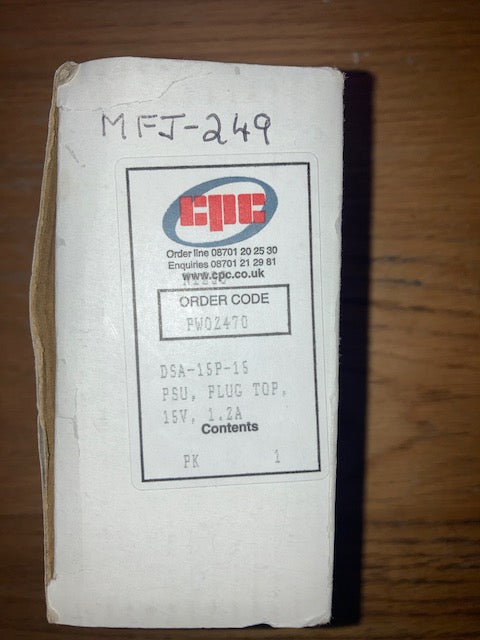 MFJ-249
cpc
Order line 08701 20 25 30
Enquiries 08701 21 29 81
www.cpc.co.uk
ORDER CODE
PW02470
DSA-15P-15
PSU, PLUG TOP,
15V, 1.2A
Contents
PK 1